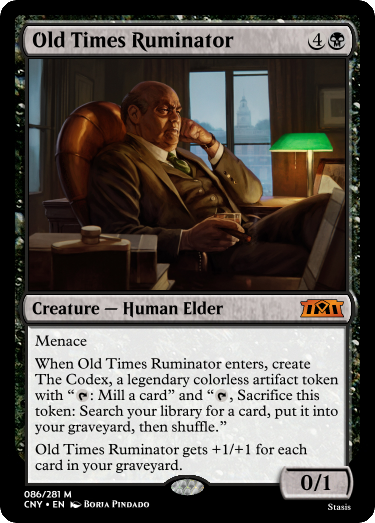 Old Times Ruminator 4
Creature — Human Elder
Menace
When Old Times Ruminator enters, create
The Codex, a legendary colorless artifact token
with “: Mill a card” and “, Sacrifice this
token: Search your library for a card, put it into
your graveyard, then shuffle.”
Old Times Ruminator gets +1/+1 for each
card in your graveyard.
0/1
086/281 M
CNY • EN Borja Pindado
Stasis